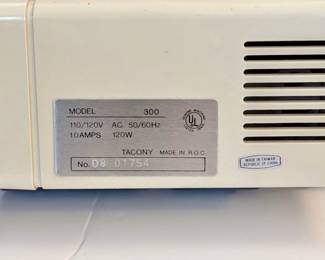 MODEL 300
110/120V AC 50/60Hz
1.0AMPS 120W
UL
TACONY MADE IN R.O.C.
No. D8 01754
MADE IN TAIWAN
REPUBLIC OF CHINA